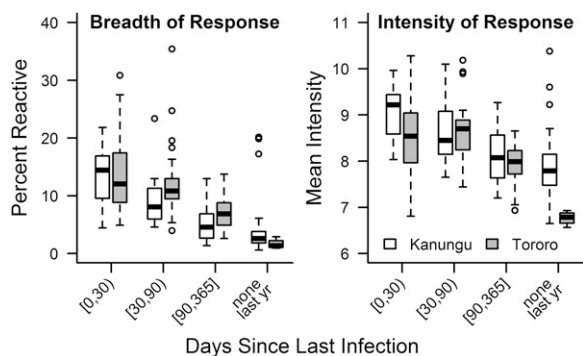 Breadth of Response
Percent Reactive
40
30
20
10
0
[0,30)
[30,90)
[90,365]
none
last yr
Intensity of Response
Mean Intensity
11
10
9
8
7
6
Kanungu
Tororo
[0,30)
[30,90)
[90,365]
none
last yr
Days Since Last Infection